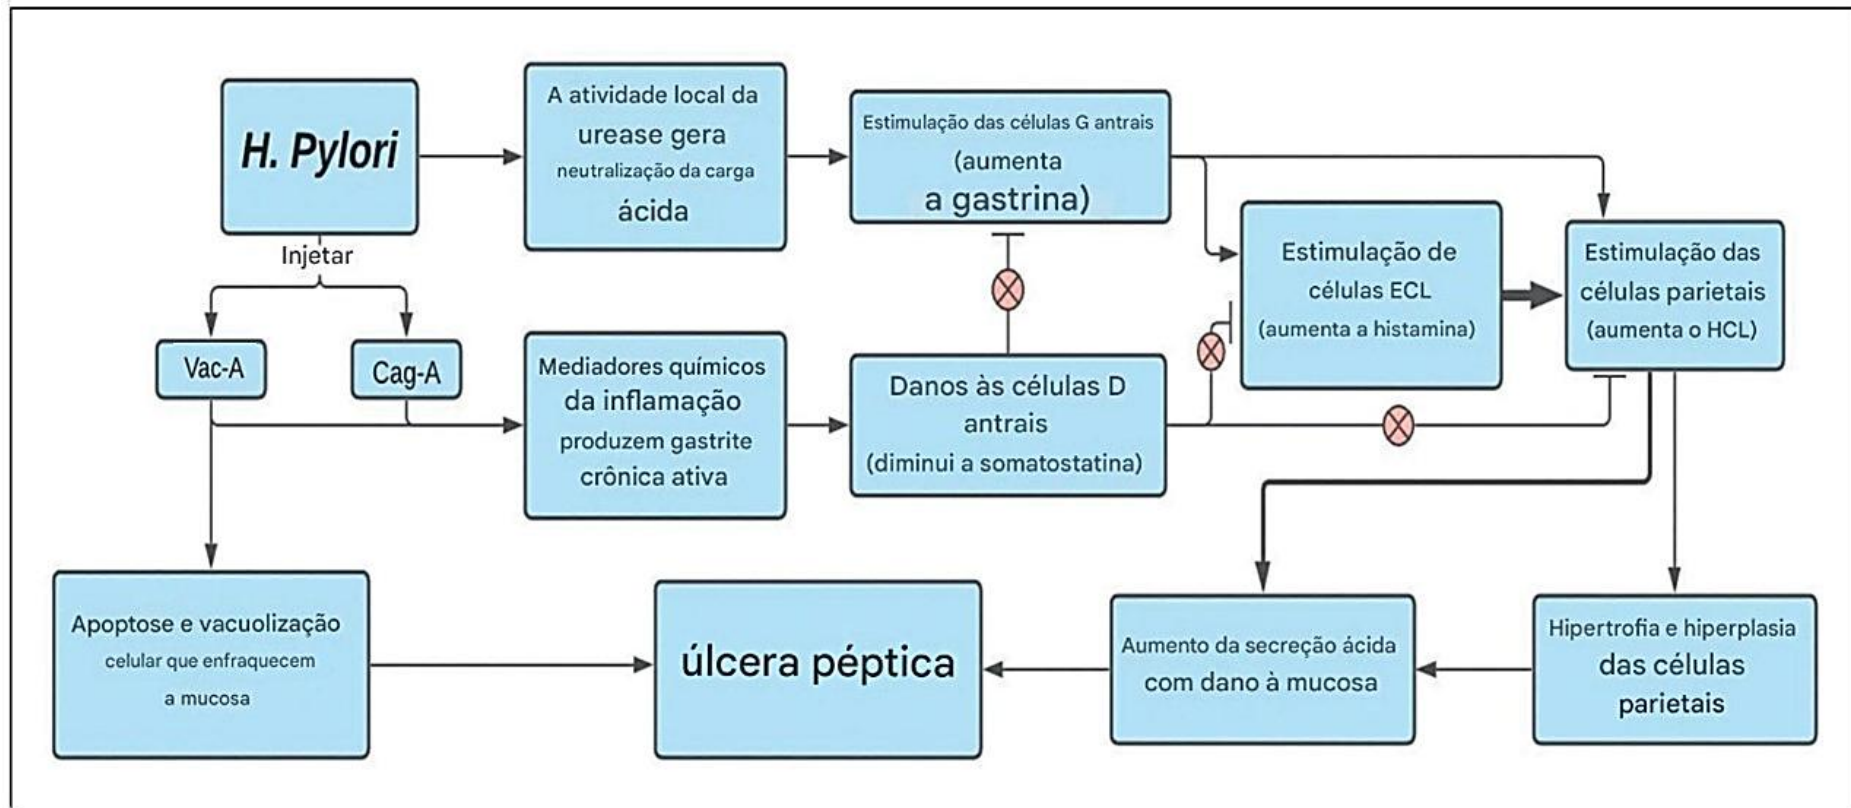 H. Pylori
A atividade local da
urease gera
neutralização da carga
ácida
Estimulação das células G antrais
(aumenta
a gastrina)
Estimulação de
células ECL
(aumenta a histamina)
Estimulação das
células parietais
(aumenta o HCL)
Injetar
Vac-A
Cag-A
Mediadores químicos
da inflamação
produzem gastrite
crônica ativa
Danos às células D
antrais
(diminui a somatostatina)
Apoptose e vacuolização
celular que enfraquecem
a mucosa
úlcera péptica
Aumento da secreção ácida
com dano à mucosa
Hipertrofia e hiperplasia
das células
parietais